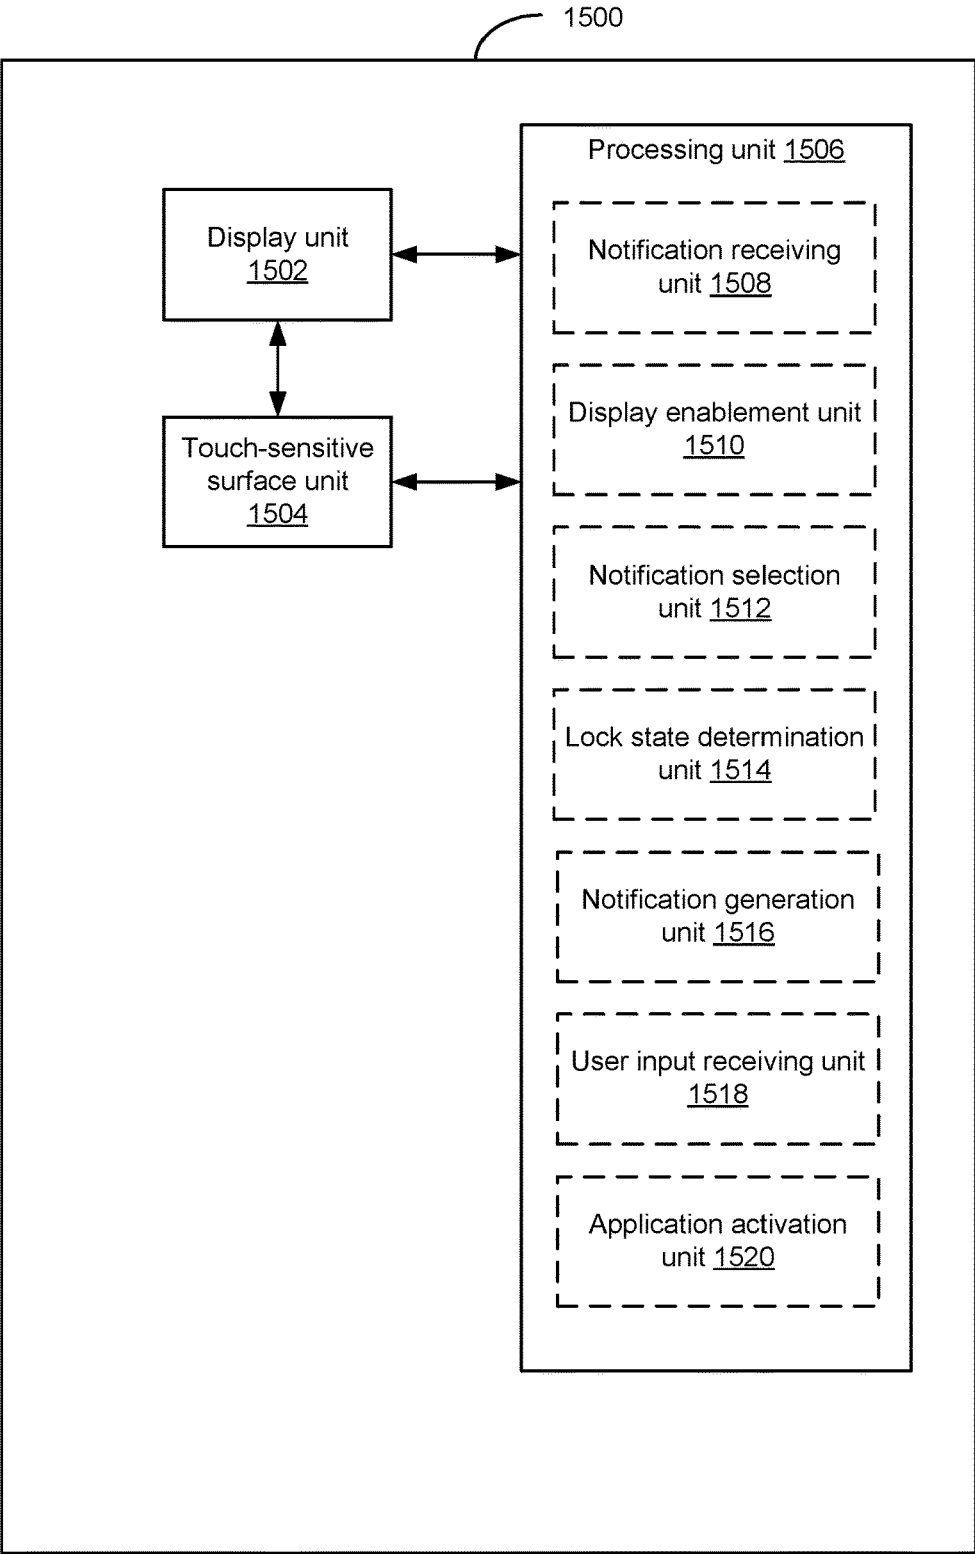 1500
Processing unit 1506
Display unit
1502
Touch-sensitive
surface unit
1504
Notification receiving
unit 1508
Display enablement unit
1510
Notification selection
unit 1512
Lock state determination
unit 1514
Notification generation
unit 1516
User input receiving unit
1518
Application activation
unit 1520